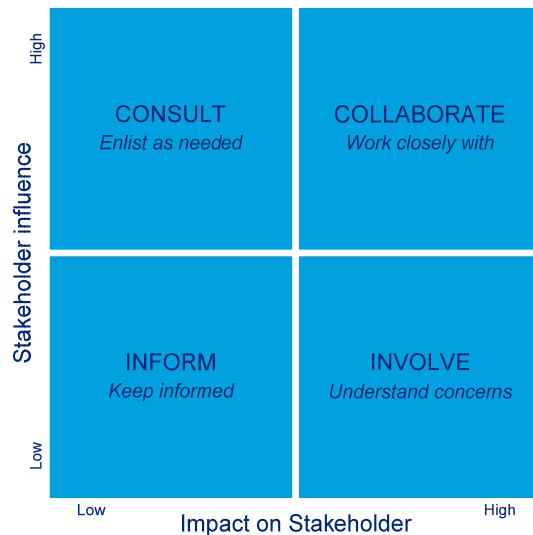 High
CONSULT
Enlist as needed
COLLABORATE
Work closely with
Stakeholder influence
INFORM
Keep informed
INVOLVE
Understand concerns
Low
Low
High
Impact on Stakeholder